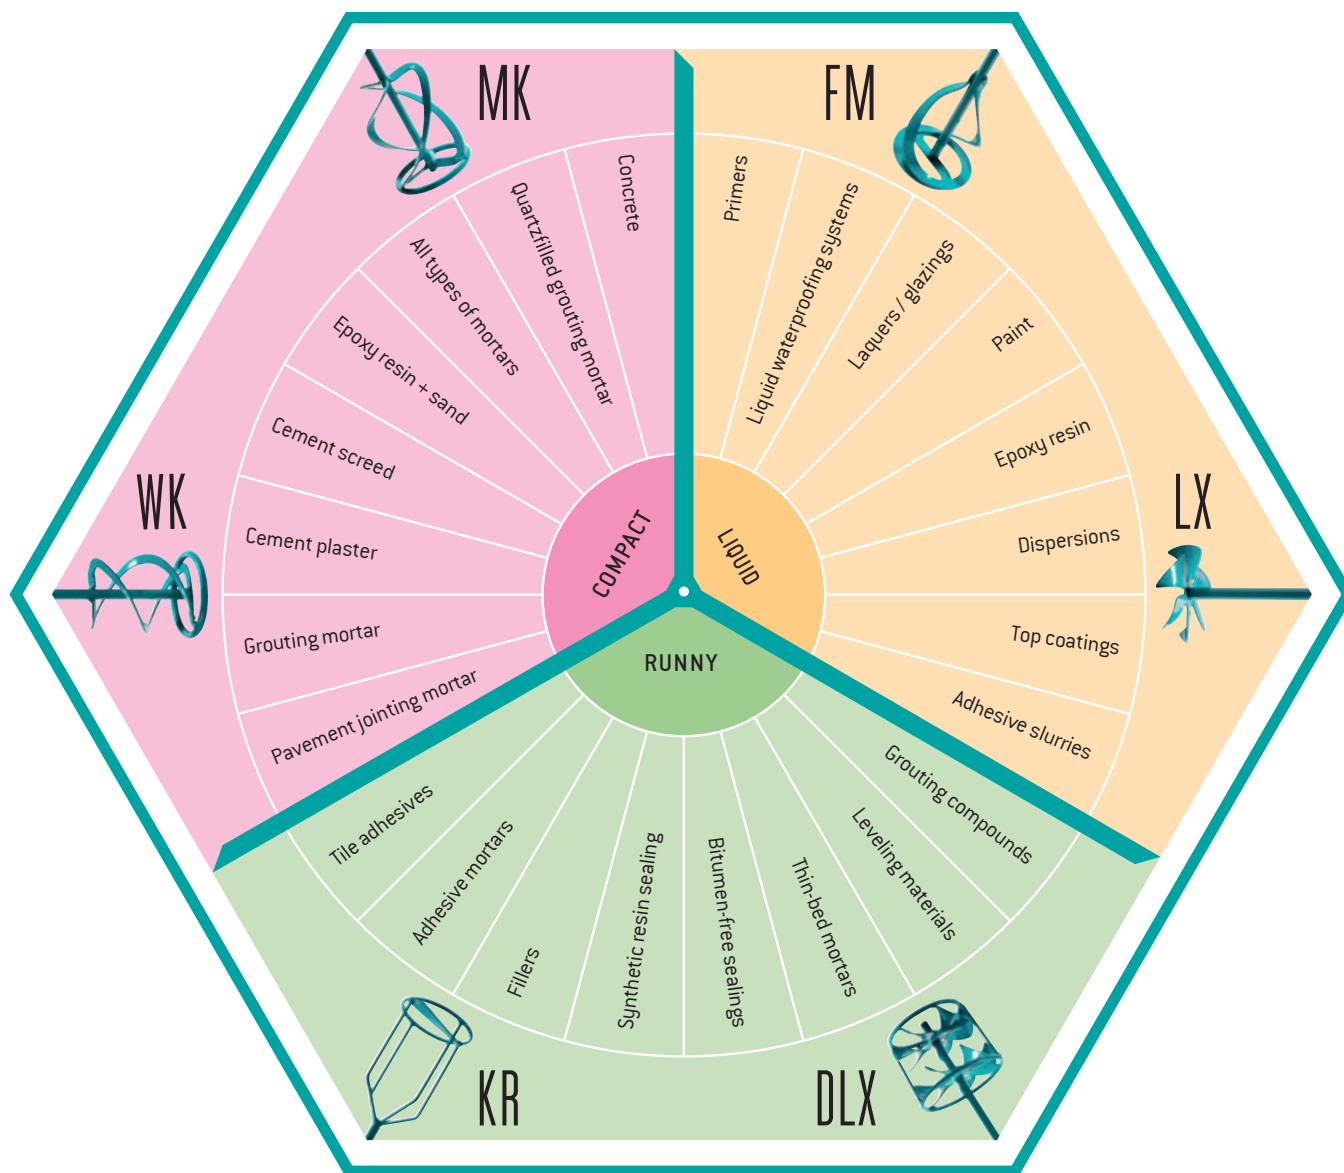 MK
FM
Concrete
Quartzfilled grouting mortar
All types of mortars
Epoxy resin + sand
Cement screed
Cement plaster
Grouting mortar
Pavement jointing mortar
Primers
Liquid waterproofing systems
Laquers / glazings
Paint
Epoxy resin
Dispersions
Top coatings
Adhesive slurries
WK
LX
COMPACT
LIQUID
RUNNY
Tile adhesives
Adhesive mortars
Fillers
Synthetic resin sealing
Bitumen-free sealings
Thin-bed mortars
Leveling materials
Grouting compounds
KR
DLX